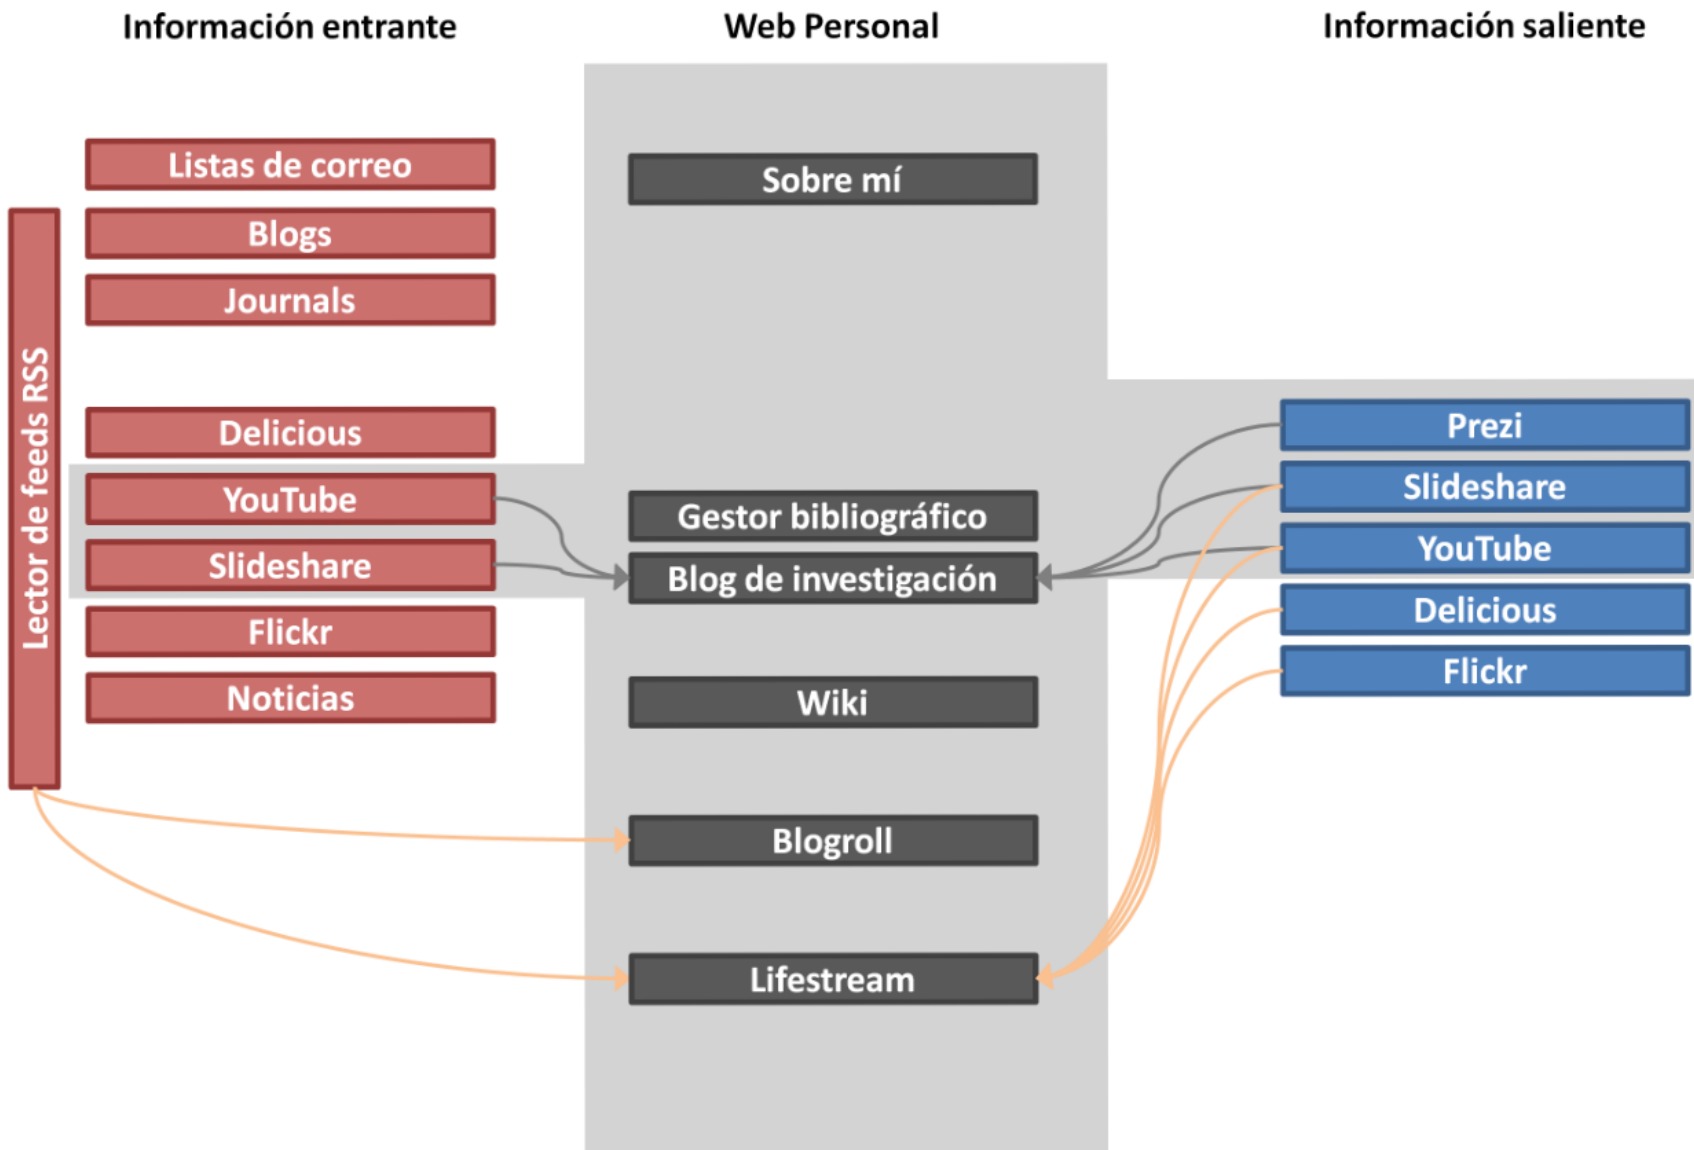 Información entrante
Web Personal
Información saliente
Lector de feeds RSS
Listas de correo
Blogs
Journals
Delicious
YouTube
Slideshare
Flickr
Noticias
Sobre mí
Gestor bibliográfico
Blog de investigación
Wiki
Blogroll
Lifestream
Prezi
Slideshare
YouTube
Delicious
Flickr